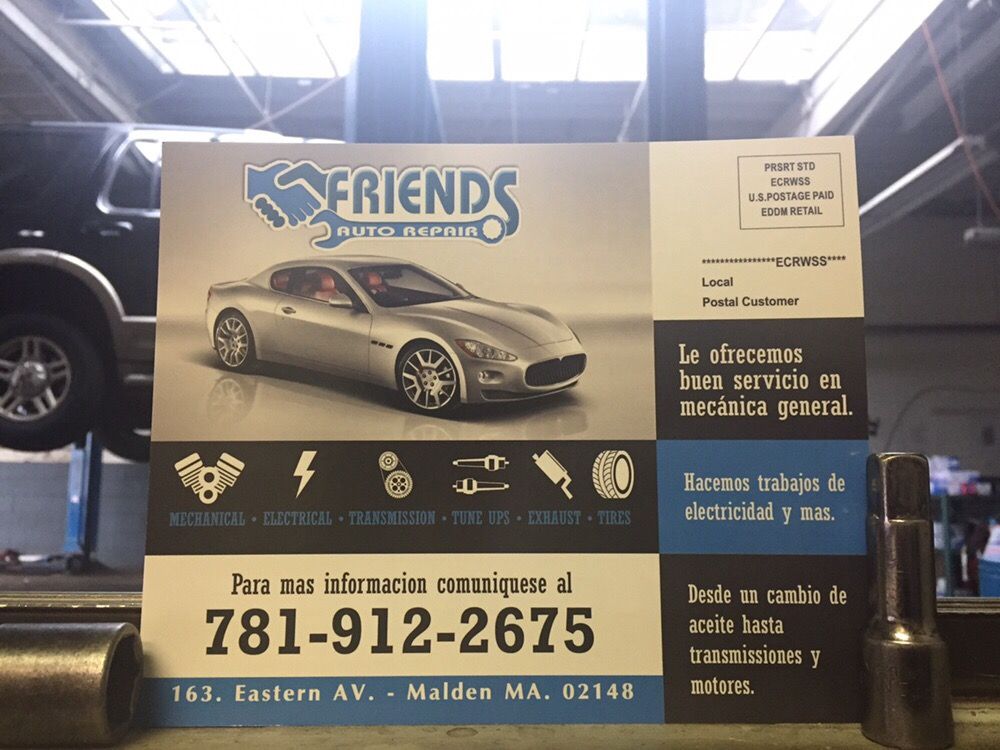 FRIENDS
AUTO REPAIR
PRSRT STD
ECRWSS
U.S.POSTAGE PAID
EDDM RETAIL
****************ECRWSS****
Local
Postal Customer
Le ofrecemos
buen servicio en
mecánica general.
MECHANICAL • ELECTRICAL • TRANSMISSION • TUNE UPS • EXHAUST • TIRES
Hacemos trabajos de
electricidad y mas.
Para mas informacion comuniquese al
781-912-2675
163. Eastern AV. - Malden MA. 02148
Desde un cambio de
aceite hasta
transmissiones y
motores.